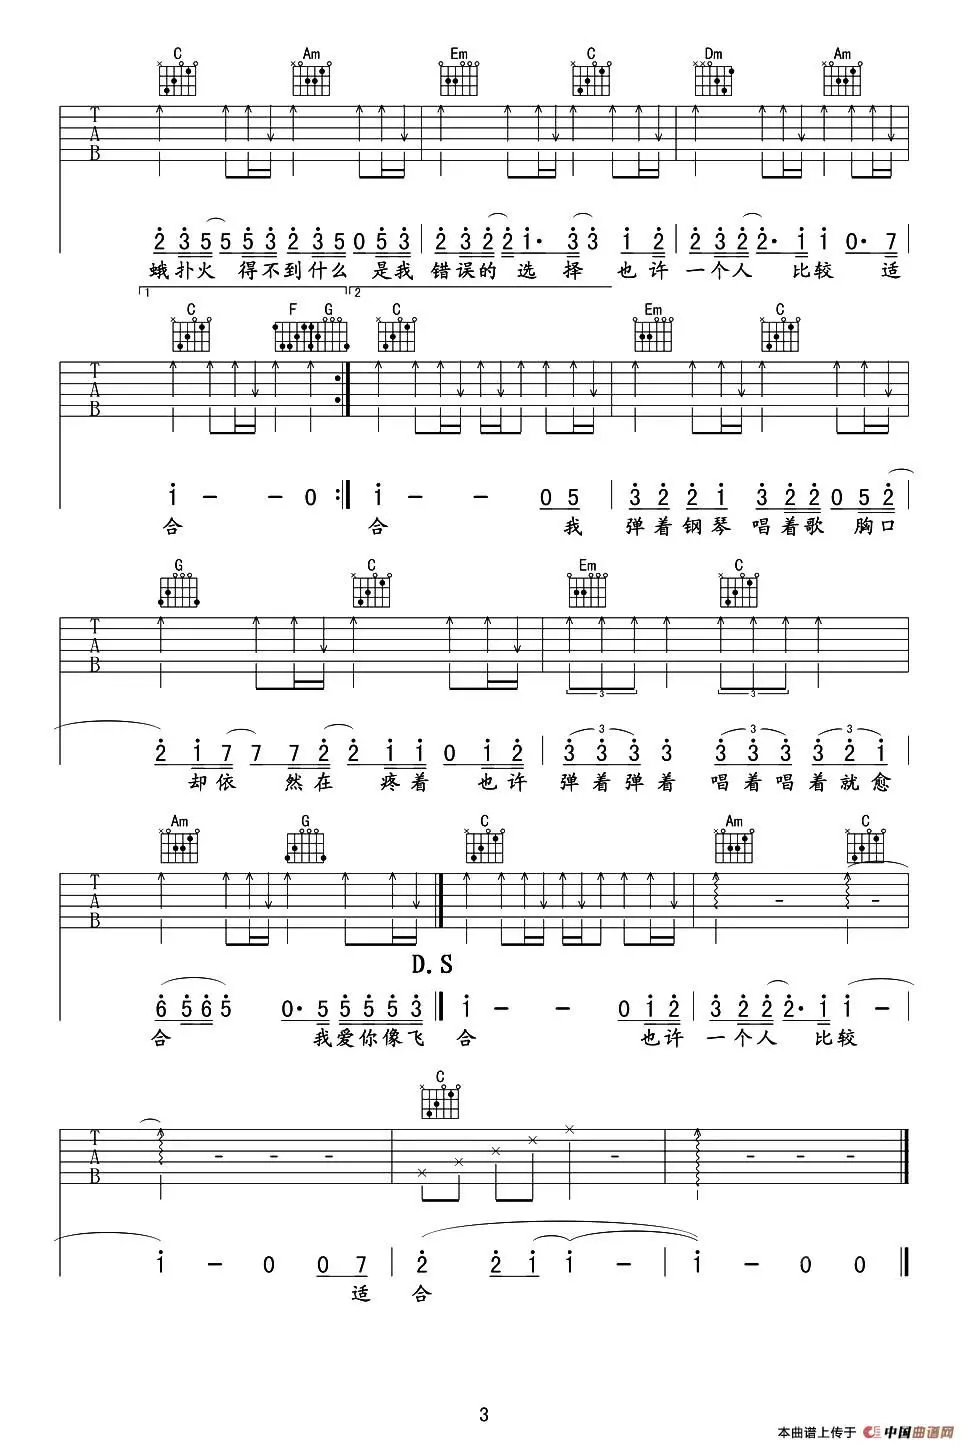 C Am Em C Dm Am
T
A
B
2 3 5 5 5 3 2 3 5 0 5 3 2 3 2 2 1· 3 3 1 2 2 3 2 2· 1 1 0· 7
蛾扑火 得不到什么 是我 错误的 选 择 也许 一个人 比较 适
1 2
C F G C Em C
T
A
B
1 - - 0 :|| 1 - - 0 5 3 2 2 1 3 2 2 0 5 2
合 合 我 弹着钢琴 唱着歌 胸口
G C Em C
T
A
B
3 3 3 3
2 1 7 7 7 2 2 1 1 0 1 2 3 3 3 3 3 3 3 3 2 1
却依 然在 疼着 也许 弹着弹着 唱着唱着就愈
Am G C Am C
T
A
B
D.S
6 5 6 5 0· 5 5 5 5 3 1 - - 0 1 2 3 2 2 2· 1 1 -
合 我爱你像飞 合 也许 一个人 比较
C
T
A
B
1 - 0 0 7 2 2 1 1 - 1 - 0 0
适 合
3
本曲谱上传于 中国曲谱网